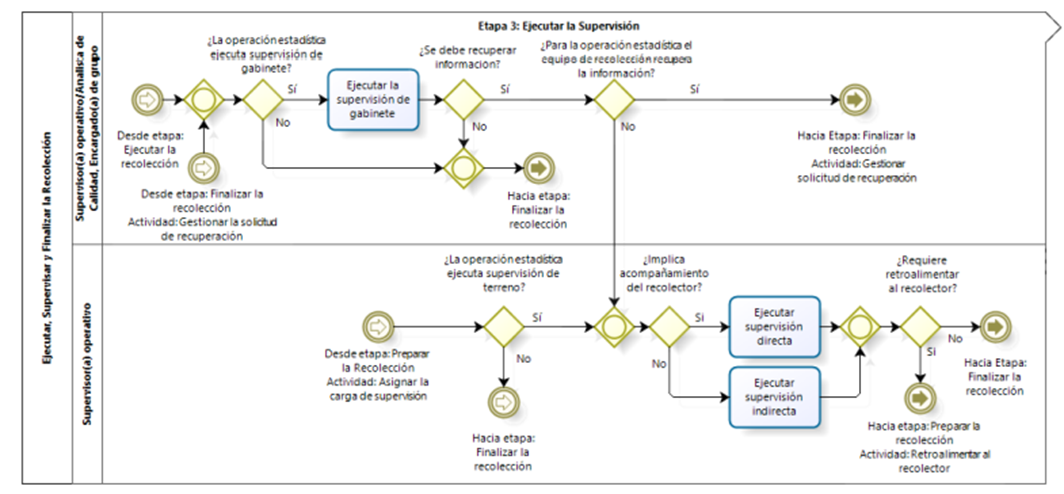 Etapa 3: Ejecutar la Supervisión
Ejecutar, Supervisar y Finalizar la Recolección
Supervisor(a) operativo/Analista de
Calidad, Encargado(a) de grupo
¿La operación estadística
ejecuta supervisión de
gabinete?
¿Se debe recuperar
informacion?
¿Para la operación estadística el
equipo de recolección recupera
la información?
Sí
Ejecutar la
supervisión de
gabinete
Sí
Sí
No
No
No
Desde etapa:
Ejecutar la
recolección
Desde etapa: Finalizar la
recolección
Actividad: Gestionar la solicitud
de recuperación
Hacia etapa:
Finalizar la
recolección
Hacia Etapa: Finalizar la
recolección
Actividad: Gestionar
solicitud de recuperación
Supervisor(a) operativo
¿La operación estadística
ejecuta supervisión de
terreno?
¿Implica
acompañamiento
del recolector?
¿Requiere
retroalimentar
al recolector?
Sí
Si
Ejecutar
supervisión
directa
No
No
No
Si
Ejecutar
supervisión
indirecta
Desde etapa: Preparar
la Recolección
Actividad: Asignar la
carga de supervisión
Hacia etapa:
Finalizar la
recolección
Hacia Etapa:
Finalizar la
recolección
Hacia etapa: Preparar la
recolección
Actividad: Retroalimentar al
recolector